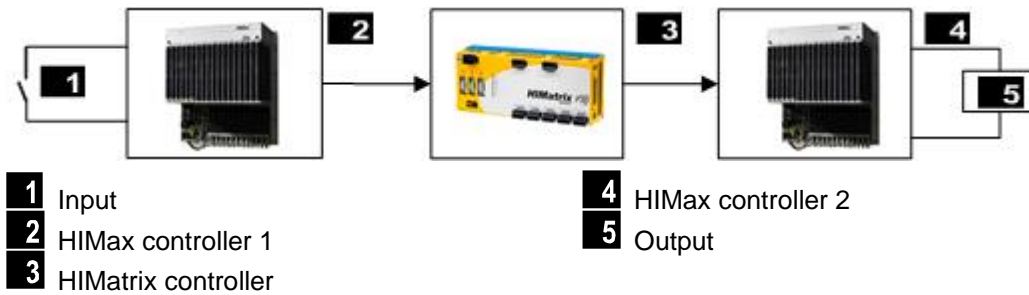 1
2
3
4
5
HIMatrix
1 Input
2 HIMax controller 1
3 HIMatrix controller
4 HIMax controller 2
5 Output